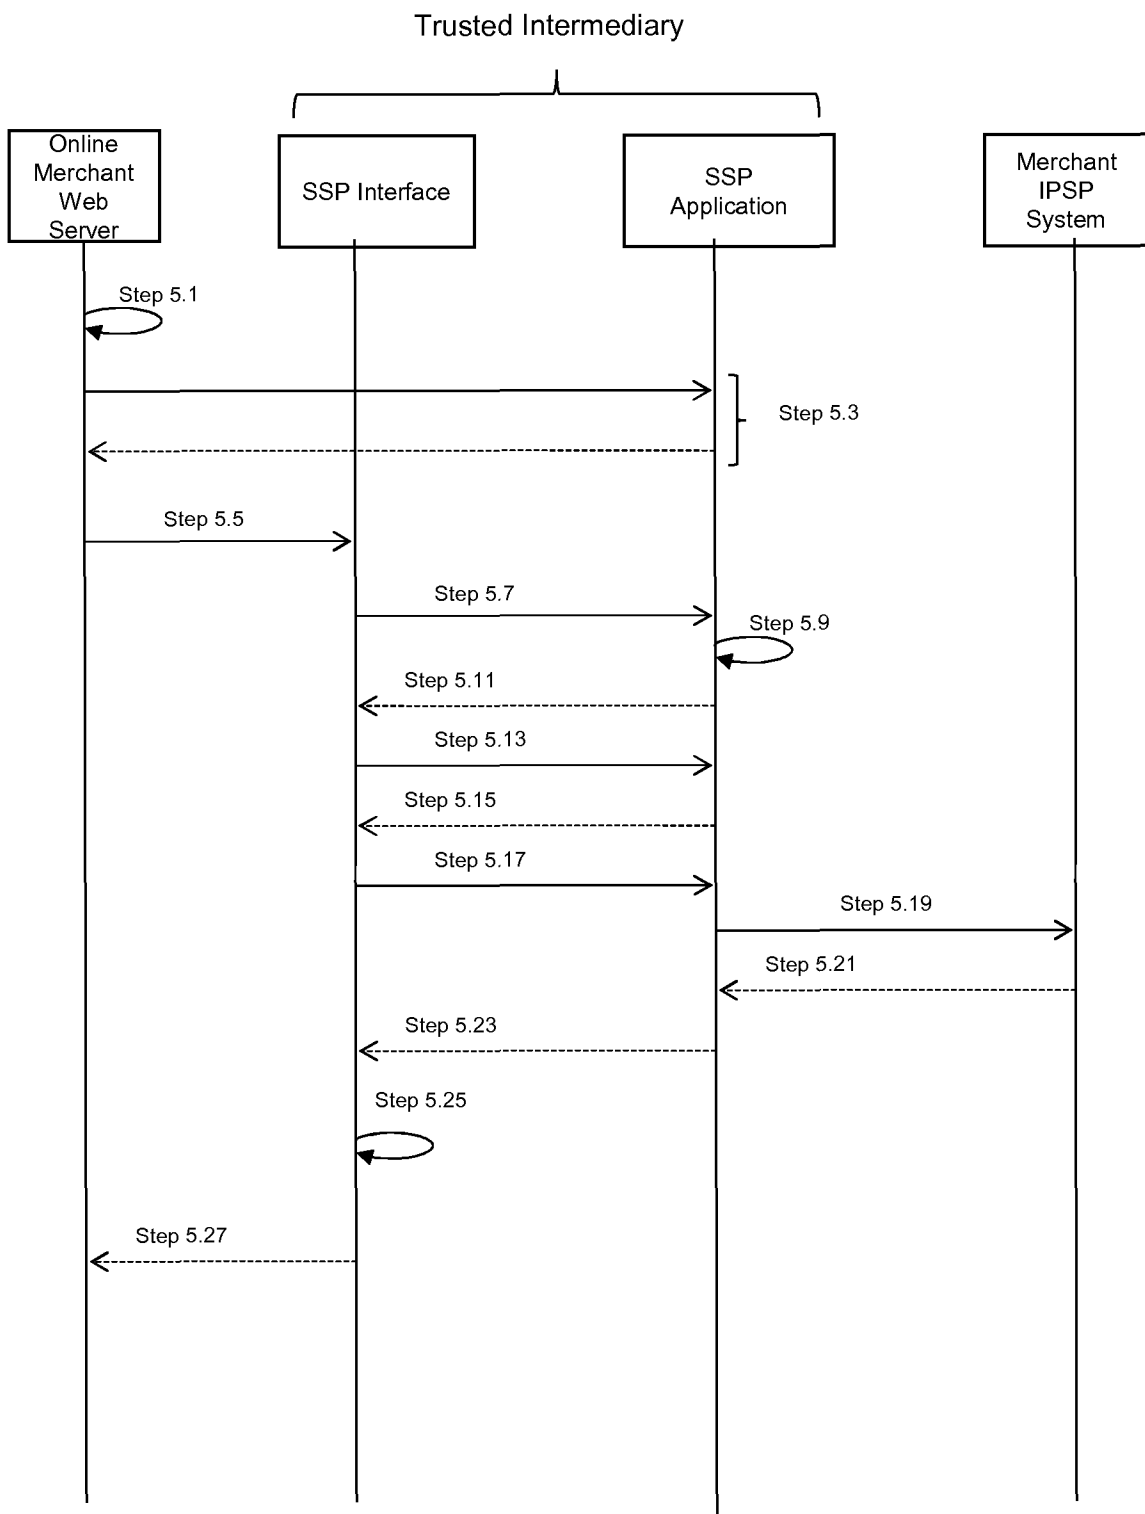 Trusted Intermediary
Online
Merchant
Web
Server
SSP Interface
SSP
Application
Merchant
IPSP
System
Step 5.1
Step 5.3
Step 5.5
Step 5.7
Step 5.9
Step 5.11
Step 5.13
Step 5.15
Step 5.17
Step 5.19
Step 5.21
Step 5.23
Step 5.25
Step 5.27